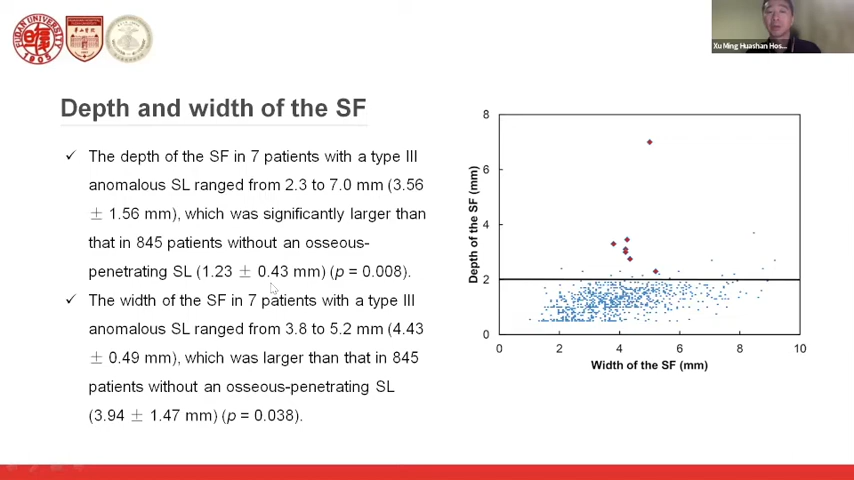 FUDAN UNIVERSITY
1905
Xu Ming Huashan Hos...
Depth and width of the SF
✓ The depth of the SF in 7 patients with a type III
anomalous SL ranged from 2.3 to 7.0 mm (3.56
± 1.56 mm), which was significantly larger than
that in 845 patients without an osseous-
penetrating SL (1.23 ± 0.43 mm) (p = 0.008).
✓ The width of the SF in 7 patients with a type III
anomalous SL ranged from 3.8 to 5.2 mm (4.43
± 0.49 mm), which was larger than that in 845
patients without an osseous-penetrating SL
(3.94 ± 1.47 mm) (p = 0.038).
Depth of the SF (mm)
8
6
4
2
0
0 2 4 6 8 10
Width of the SF (mm)